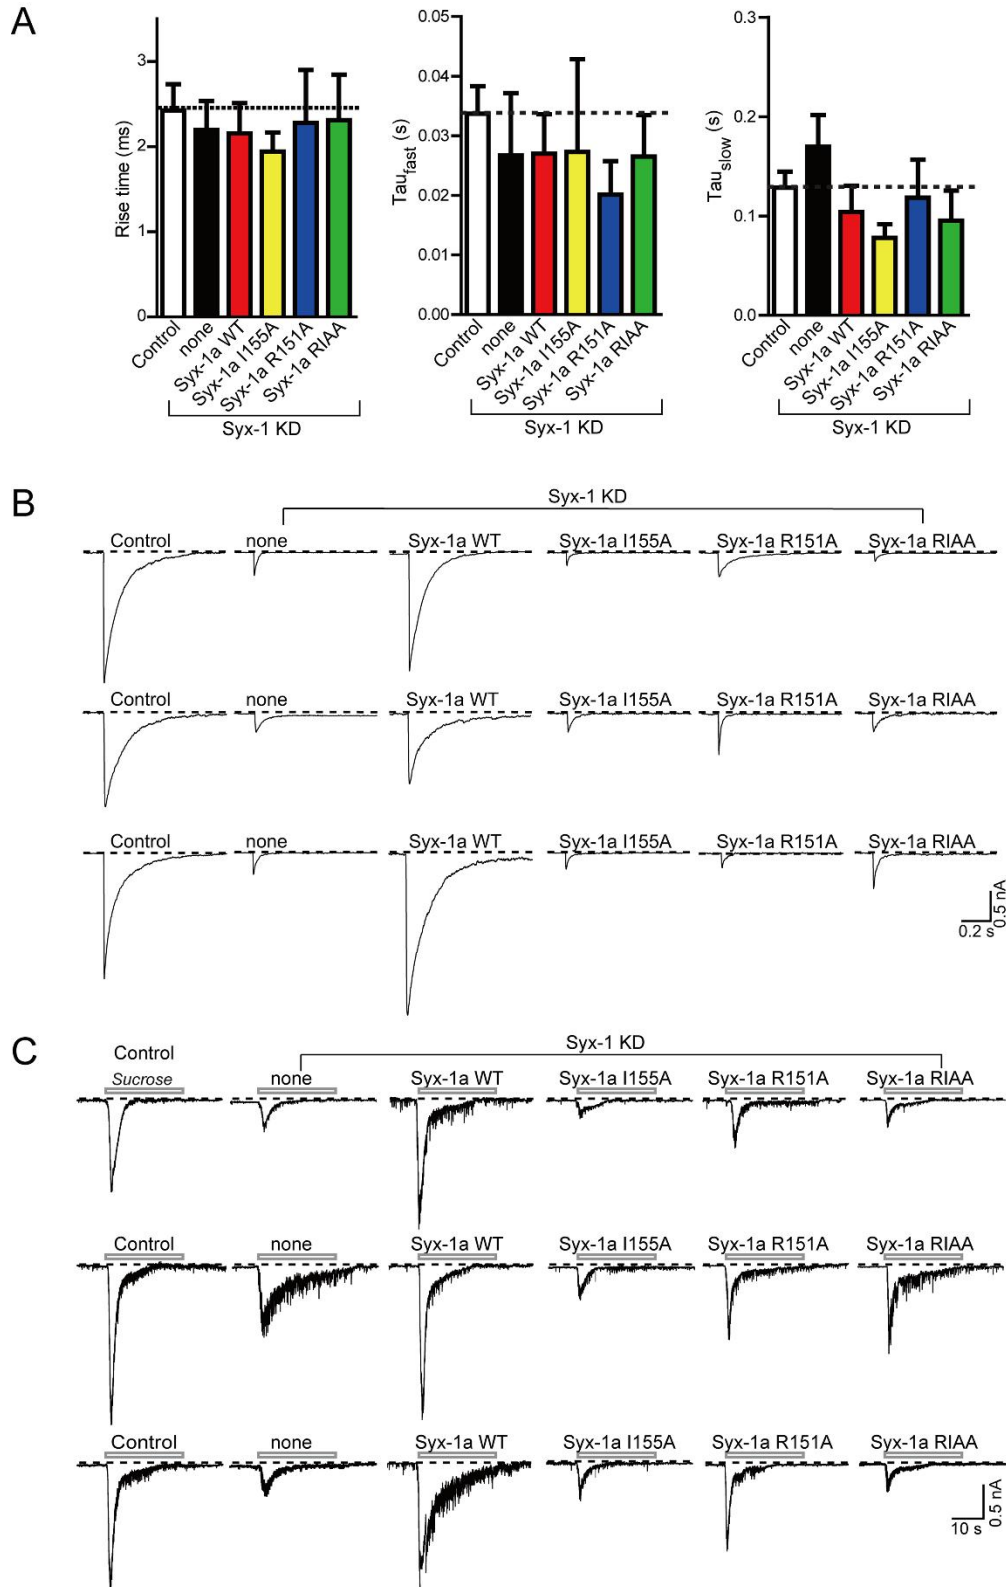 A
Rise time (ms)
3
2
1
0
Control
none
Syx-1a WT
Syx-1a I155A
Syx-1a R151A
Syx-1a RIAA
Syx-1 KD
Tau fast (s)
0.05
0.04
0.03
0.02
0.01
0.00
Control
none
Syx-1a WT
Syx-1a I155A
Syx-1a R151A
Syx-1a RIAA
Syx-1 KD
Tau slow (s)
0.3
0.2
0.1
0.0
Control
none
Syx-1a WT
Syx-1a I155A
Syx-1a R151A
Syx-1a RIAA
Syx-1 KD
B
Syx-1 KD
Control none Syx-1a WT Syx-1a I155A Syx-1a R151A Syx-1a RIAA
Control none Syx-1a WT Syx-1a I155A Syx-1a R151A Syx-1a RIAA
Control none Syx-1a WT Syx-1a I155A Syx-1a R151A Syx-1a RIAA
0.5 nA
0.2 s
C
Syx-1 KD
Control
Sucrose none Syx-1a WT Syx-1a I155A Syx-1a R151A Syx-1a RIAA
Control none Syx-1a WT Syx-1a I155A Syx-1a R151A Syx-1a RIAA
Control none Syx-1a WT Syx-1a I155A Syx-1a R151A Syx-1a RIAA
0.5 nA
10 s